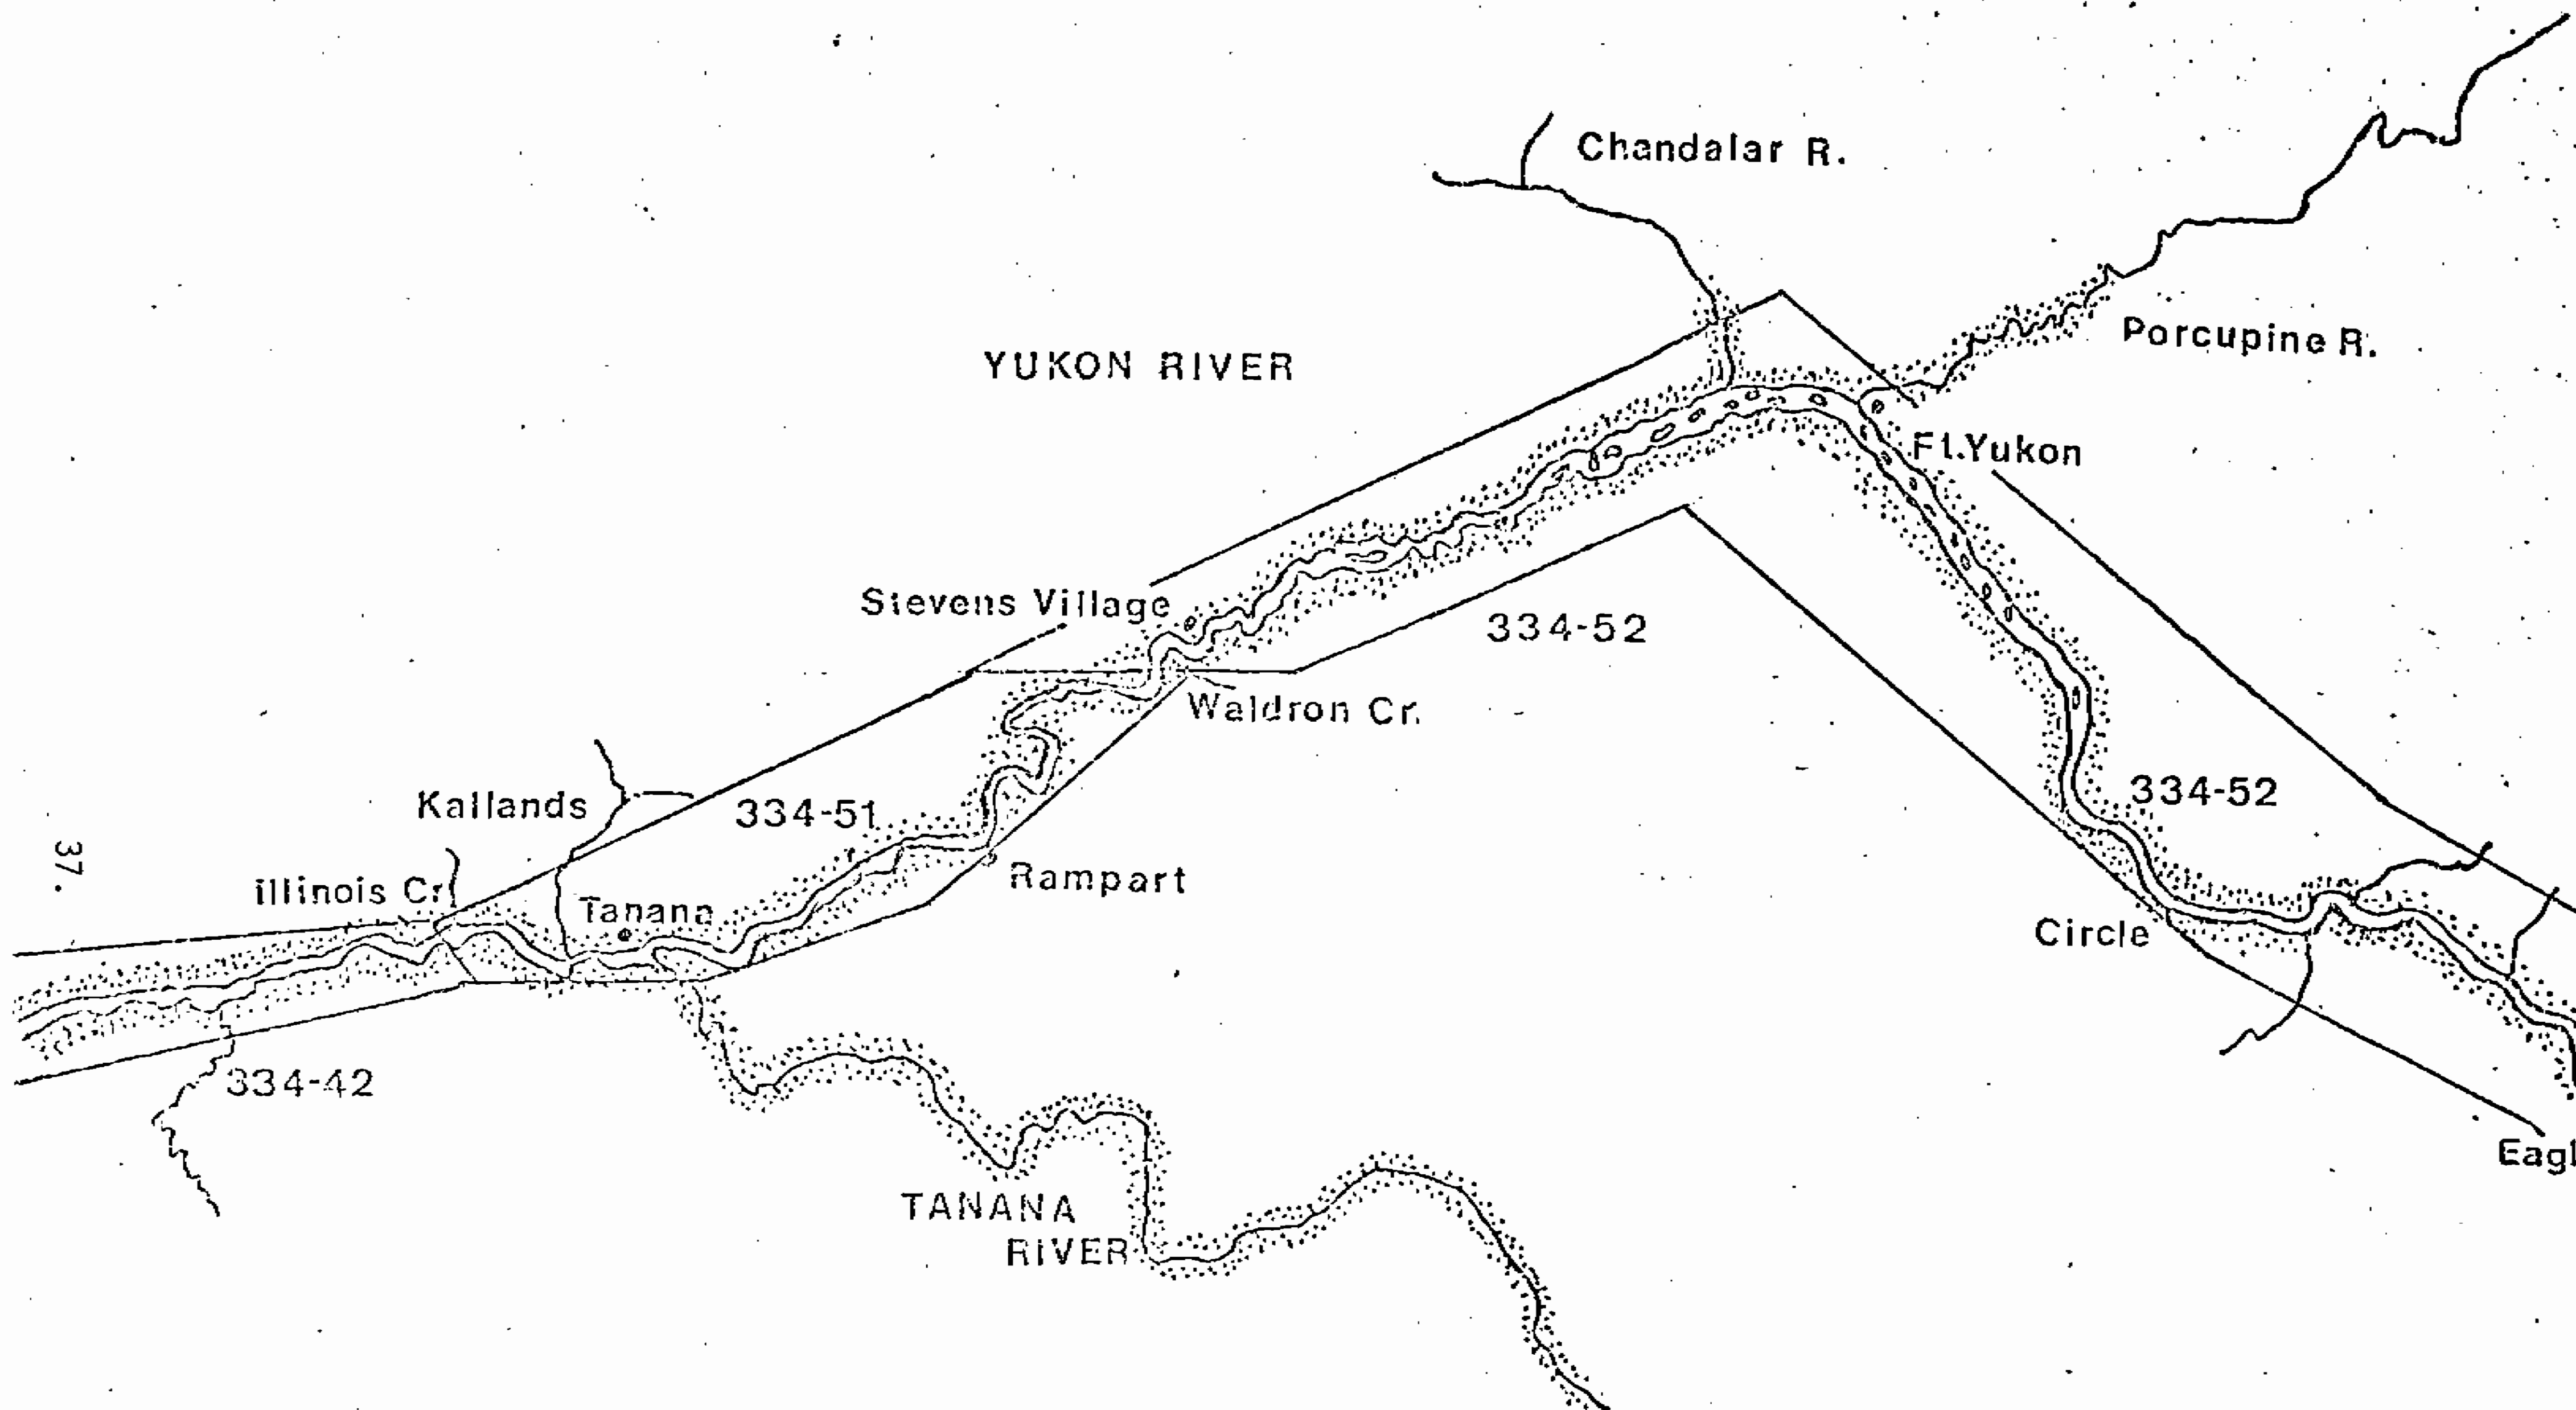 Chandalar R.
Porcupine R.
YUKON RIVER
Ft.Yukon
Stevens Village
334-52
Waldron Cr.
Kallands
334-51
334-52
37.
Rampart
illinois Cr
Tanana
Circle
334-42
Eagl
TANANA
RIVER